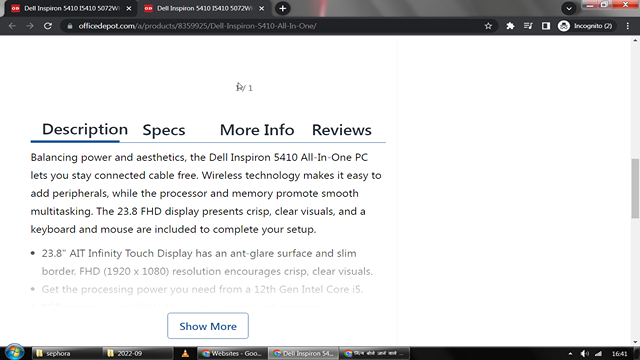 Dell Inspiron 5410 I5410 5072W
Dell Inspiron 5410 I5410 5072W
officedepot.com/a/products/8359925/Dell-Inspiron-5410-All-In-One/
Incognito (2)
/ 1
Description Specs More Info Reviews
Balancing power and aesthetics, the Dell Inspiron 5410 All-In-One PC
lets you stay connected cable free. Wireless technology makes it easy to
add peripherals, while the processor and memory promote smooth
multitasking. The 23.8 FHD display presents crisp, clear visuals, and a
keyboard and mouse are included to complete your setup.
• 23.8" AIT Infinity Touch Display has an ant-glare surface and slim
border. FHD (1920 x 1080) resolution encourages crisp, clear visuals.
• Get the processing power you need from a 12th Gen Intel Core i5.
Show More
sephora 2022-09 Websites - Goo... Dell Inspiron 54... 16:41